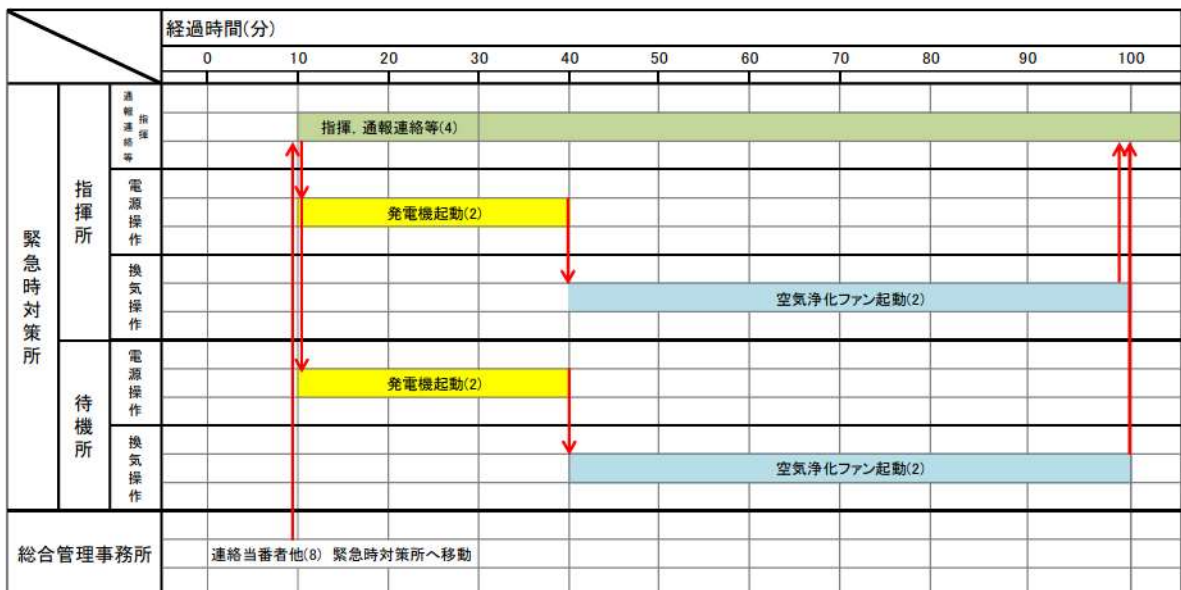 経過時間(分)
0 10 20 30 40 50 60 70 80 90 100
緊急時対策所
指揮所
指揮
通報連絡等
指揮, 通報連絡等(4)
電源操作
発電機起動(2)
換気操作
空気浄化ファン起動(2)
待機所
電源操作
発電機起動(2)
換気操作
空気浄化ファン起動(2)
総合管理事務所
連絡当番者他(8) 緊急時対策所へ移動